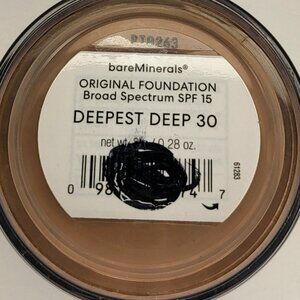 bareMinerals®
ORIGINAL FOUNDATION
Broad Spectrum SPF 15
DEEPEST DEEP 30
net wt. 0.28 oz.
0 98 4 7
61283